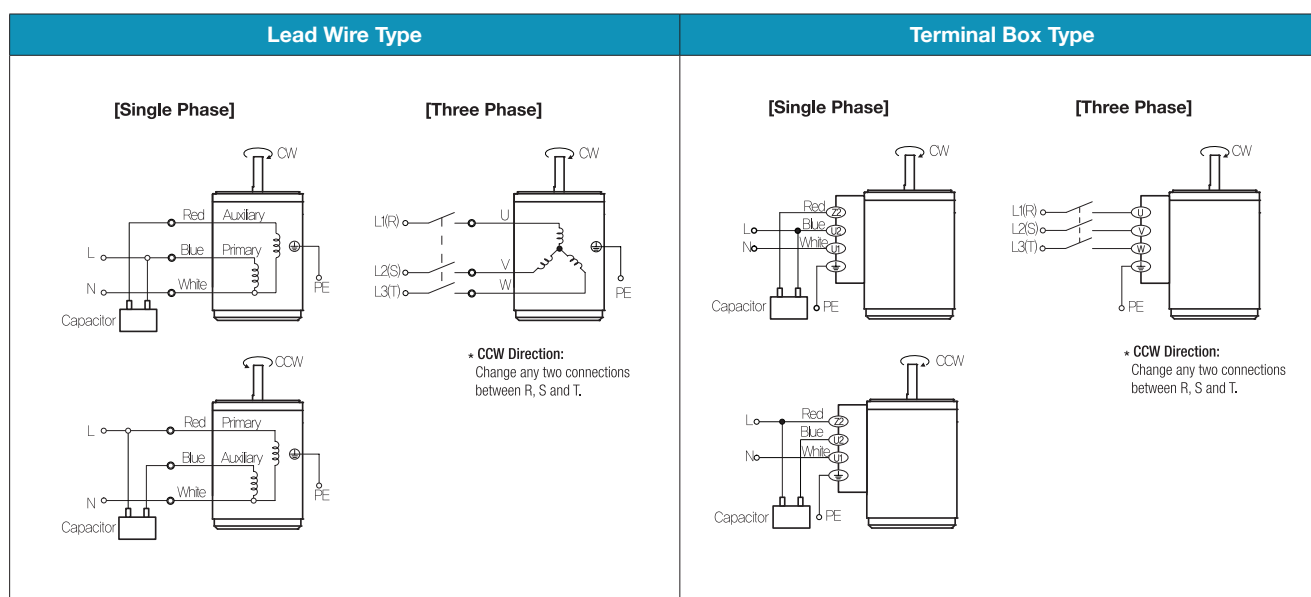 Lead Wire Type
[Single Phase]
[Three Phase]
CW
Red
Auxiliary
L
Blue
Primary
N
White
PE
Capacitor
CW
L1(R)
U
L2(S)
V
L3(T)
W
PE
CCW
L
Red
Primary
Blue
Auxiliary
N
White
PE
Capacitor
* CCW Direction:
Change any two connections
between R, S and T.
Terminal Box Type
[Single Phase]
[Three Phase]
CW
Red
Z2
L
Blue
U2
N
White
U1
Capacitor
PE
CW
L1(R)
U
L2(S)
V
L3(T)
W
PE
CCW
L
Red
Z2
Blue
U2
N
White
U1
Capacitor
PE
* CCW Direction:
Change any two connections
between R, S and T.